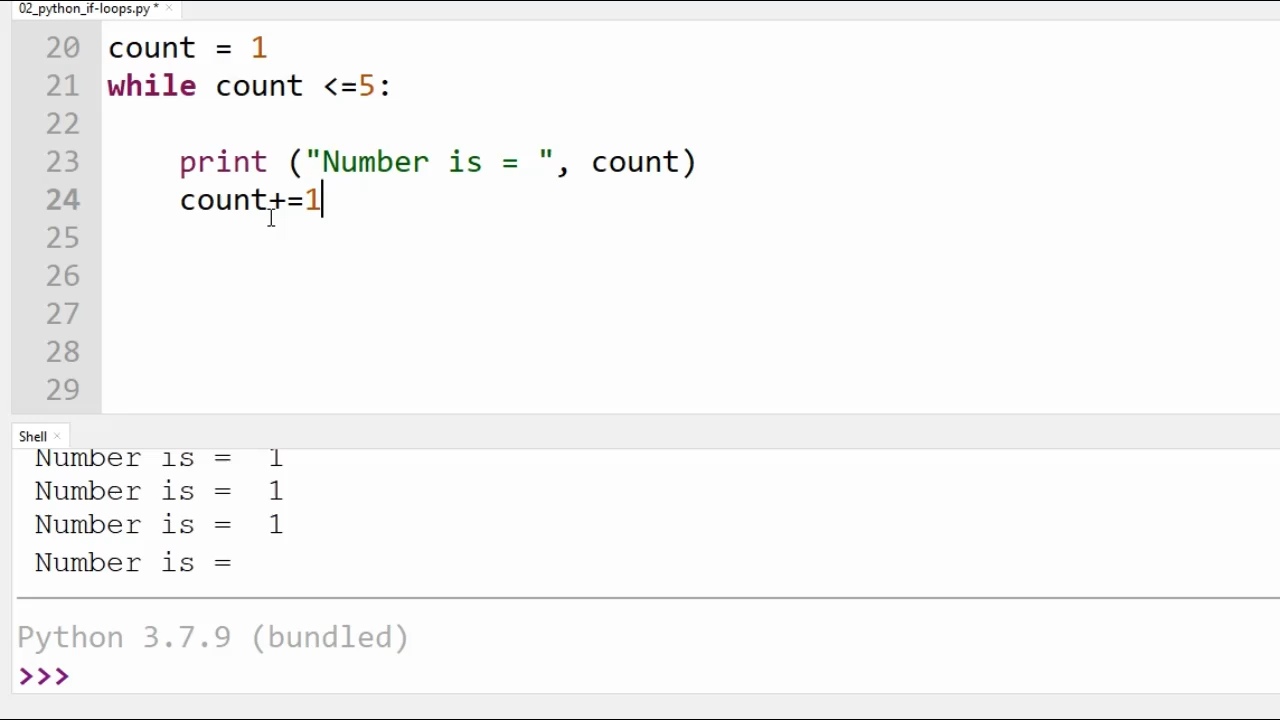 02_python_if-loops.py * ×
20 count = 1
21 while count <=5:
22
23 print ("Number is = ", count)
24 count+=1
25
26
27
28
29
Shell ×
Number is =  1
Number is =  1
Number is =  1
Number is =
Python 3.7.9 (bundled)
>>>